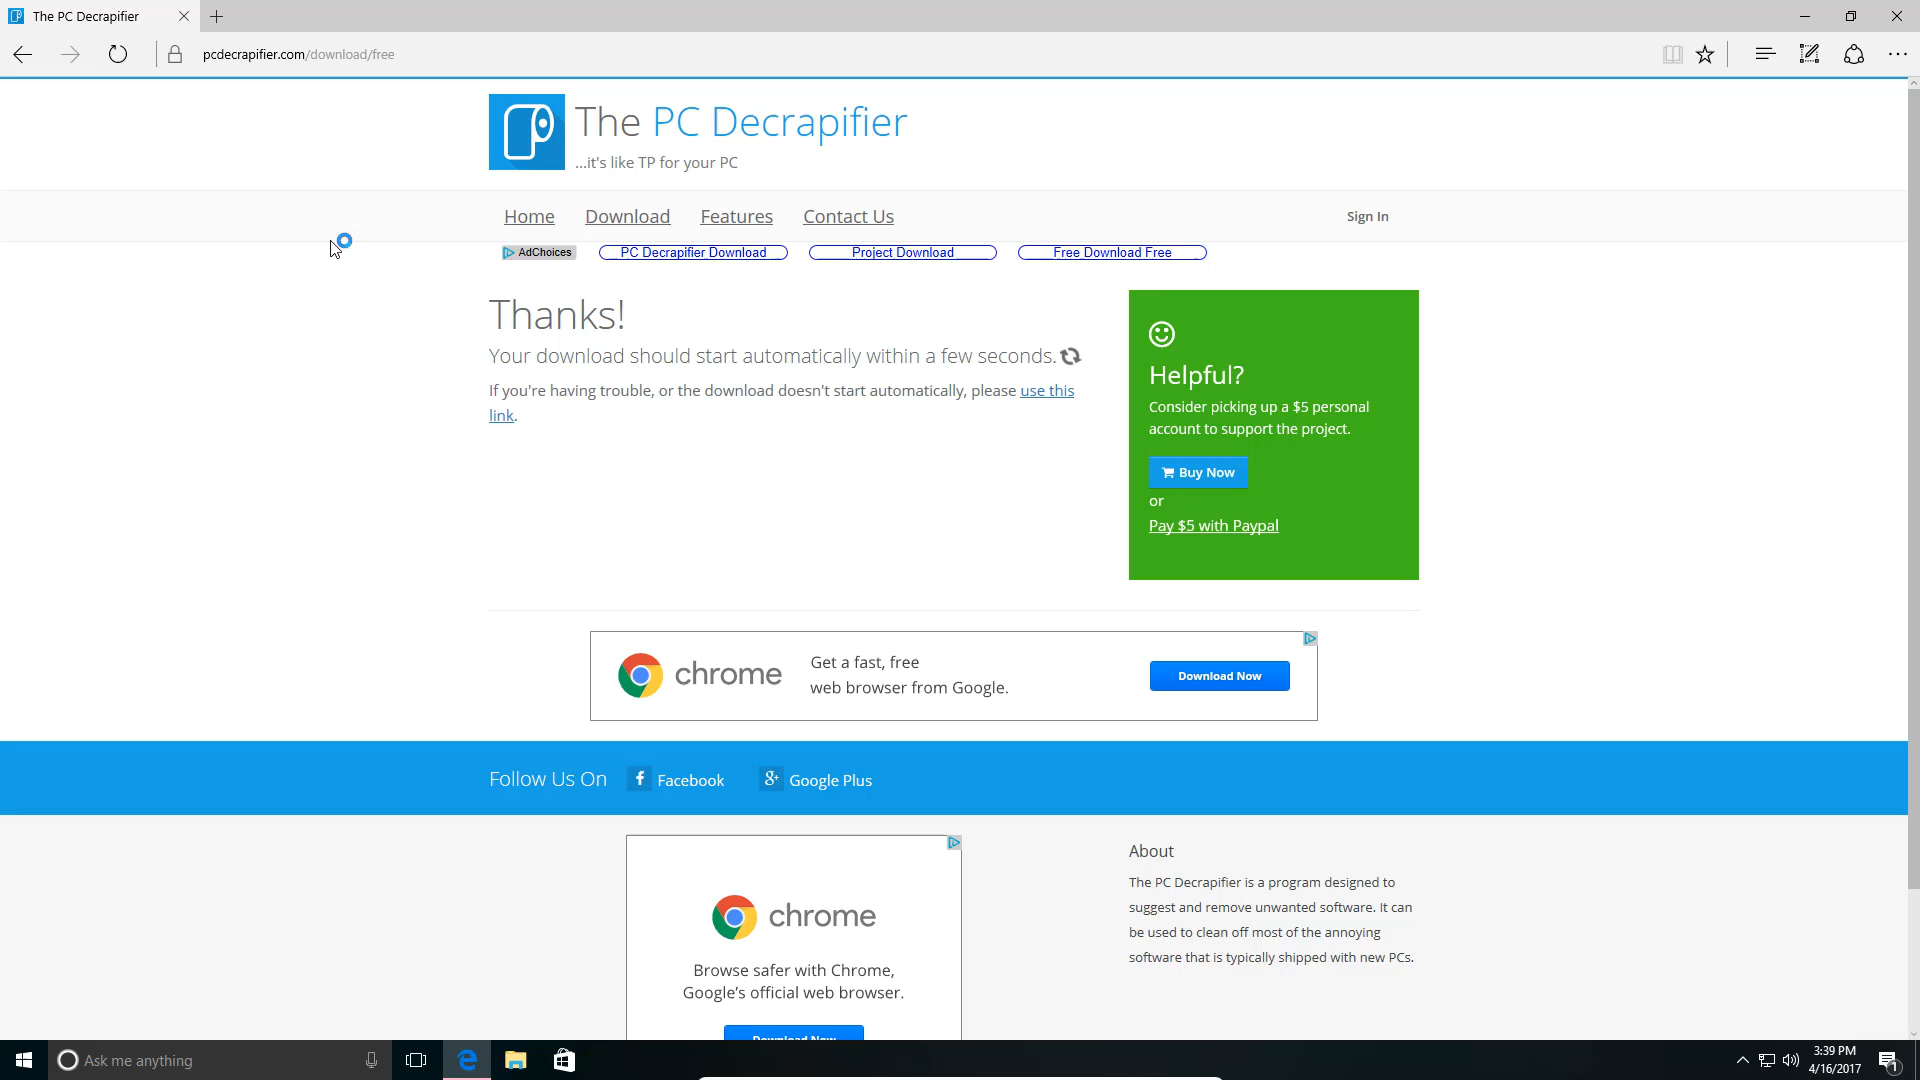 The PC Decrapifier
pcdecrapifier.com/download/free
The PC Decrapifier
...it's like TP for your PC
Home Download Features Contact Us Sign In
AdChoices PC Decrapifier Download Project Download Free Download Free
Thanks!
Your download should start automatically within a few seconds.
If you're having trouble, or the download doesn't start automatically, please use this
link.
Helpful?
Consider picking up a $5 personal
account to support the project.
Buy Now
or
Pay $5 with Paypal
chrome
Get a fast, free
web browser from Google.
Download Now
Follow Us On Facebook Google Plus
chrome
Browse safer with Chrome,
Google's official web browser.
Download Now
About
The PC Decrapifier is a program designed to
suggest and remove unwanted software. It can
be used to clean off most of the annoying
software that is typically shipped with new PCs.
Ask me anything
3:39 PM
4/16/2017
1